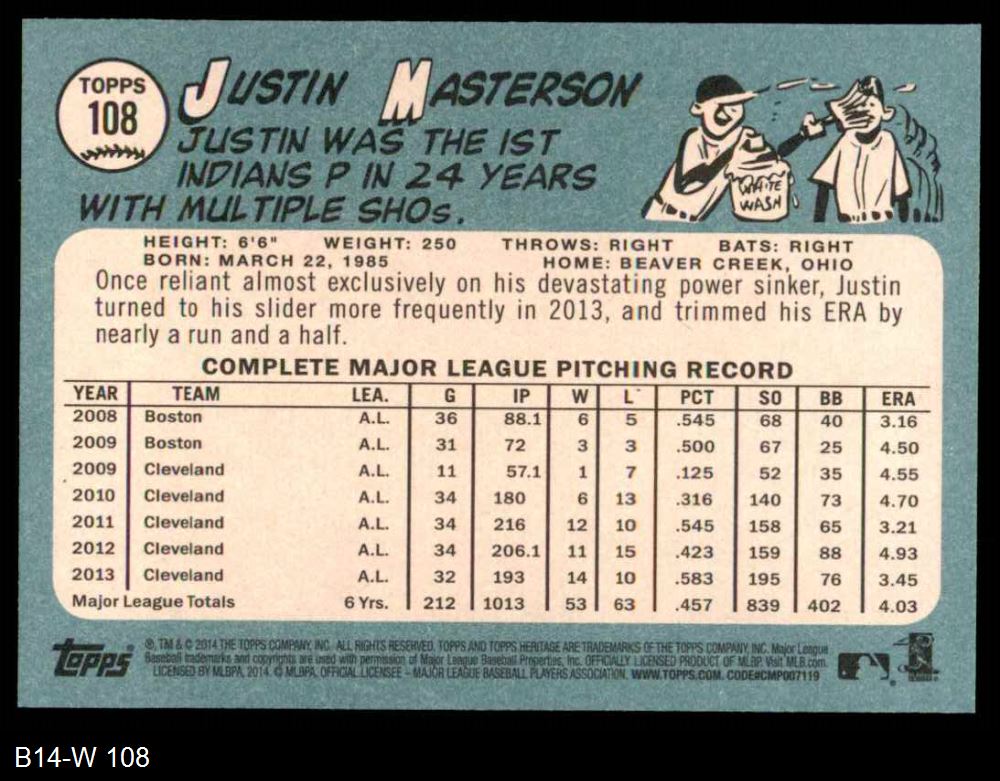 TOPPS
108
JUSTIN MASTERSON
JUSTIN WAS THE 1ST
INDIANS P IN 24 YEARS
WITH MULTIPLE SHOs.
WHITE
WASH
HEIGHT: 6'6" WEIGHT: 250 THROWS: RIGHT BATS: RIGHT
BORN: MARCH 22, 1985 HOME: BEAVER CREEK, OHIO
Once reliant almost exclusively on his devastating power sinker, Justin
turned to his slider more frequently in 2013, and trimmed his ERA by
nearly a run and a half.
COMPLETE MAJOR LEAGUE PITCHING RECORD
YEAR TEAM LEA. G IP W L PCT SO BB ERA
2008 Boston A.L. 36 88.1 6 5 .545 68 40 3.16
2009 Boston A.L. 31 72 3 3 .500 67 25 4.50
2009 Cleveland A.L. 11 57.1 1 7 .125 52 35 4.55
2010 Cleveland A.L. 34 180 6 13 .316 140 73 4.70
2011 Cleveland A.L. 34 216 12 10 .545 158 65 3.21
2012 Cleveland A.L. 34 206.1 11 15 .423 159 88 4.93
2013 Cleveland A.L. 32 193 14 10 .583 195 76 3.45
Major League Totals 6 Yrs. 212 1013 53 63 .457 839 402 4.03
Topps
®, TM & © 2014 THE TOPPS COMPANY, INC. ALL RIGHTS RESERVED. TOPPS AND TOPPS HERITAGE ARE TRADEMARKS OF THE TOPPS COMPANY, INC. Major League
Baseball trademarks and copyrights are used with permission of Major League Baseball Properties, Inc. OFFICIALLY LICENSED PRODUCT OF MLBP. Visit MLB.com.
LICENSED BY MLBPA, 2014. © MLBPA, OFFICIAL LICENSEE – MAJOR LEAGUE BASEBALL PLAYERS ASSOCIATION. WWW.TOPPS.COM. CODE#CMP007119
B14-W 108